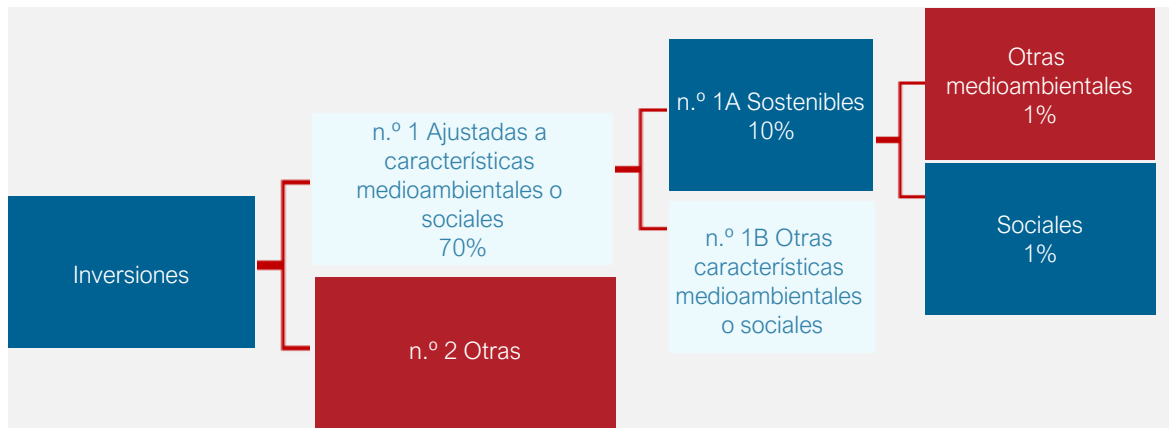 Inversiones
n.º 1 Ajustadas a
características
medioambientales o
sociales
70%
n.º 2 Otras
n.º 1A Sostenibles
10%
n.º 1B Otras
características
medioambientales
o sociales
Otras
medioambientales
1%
Sociales
1%